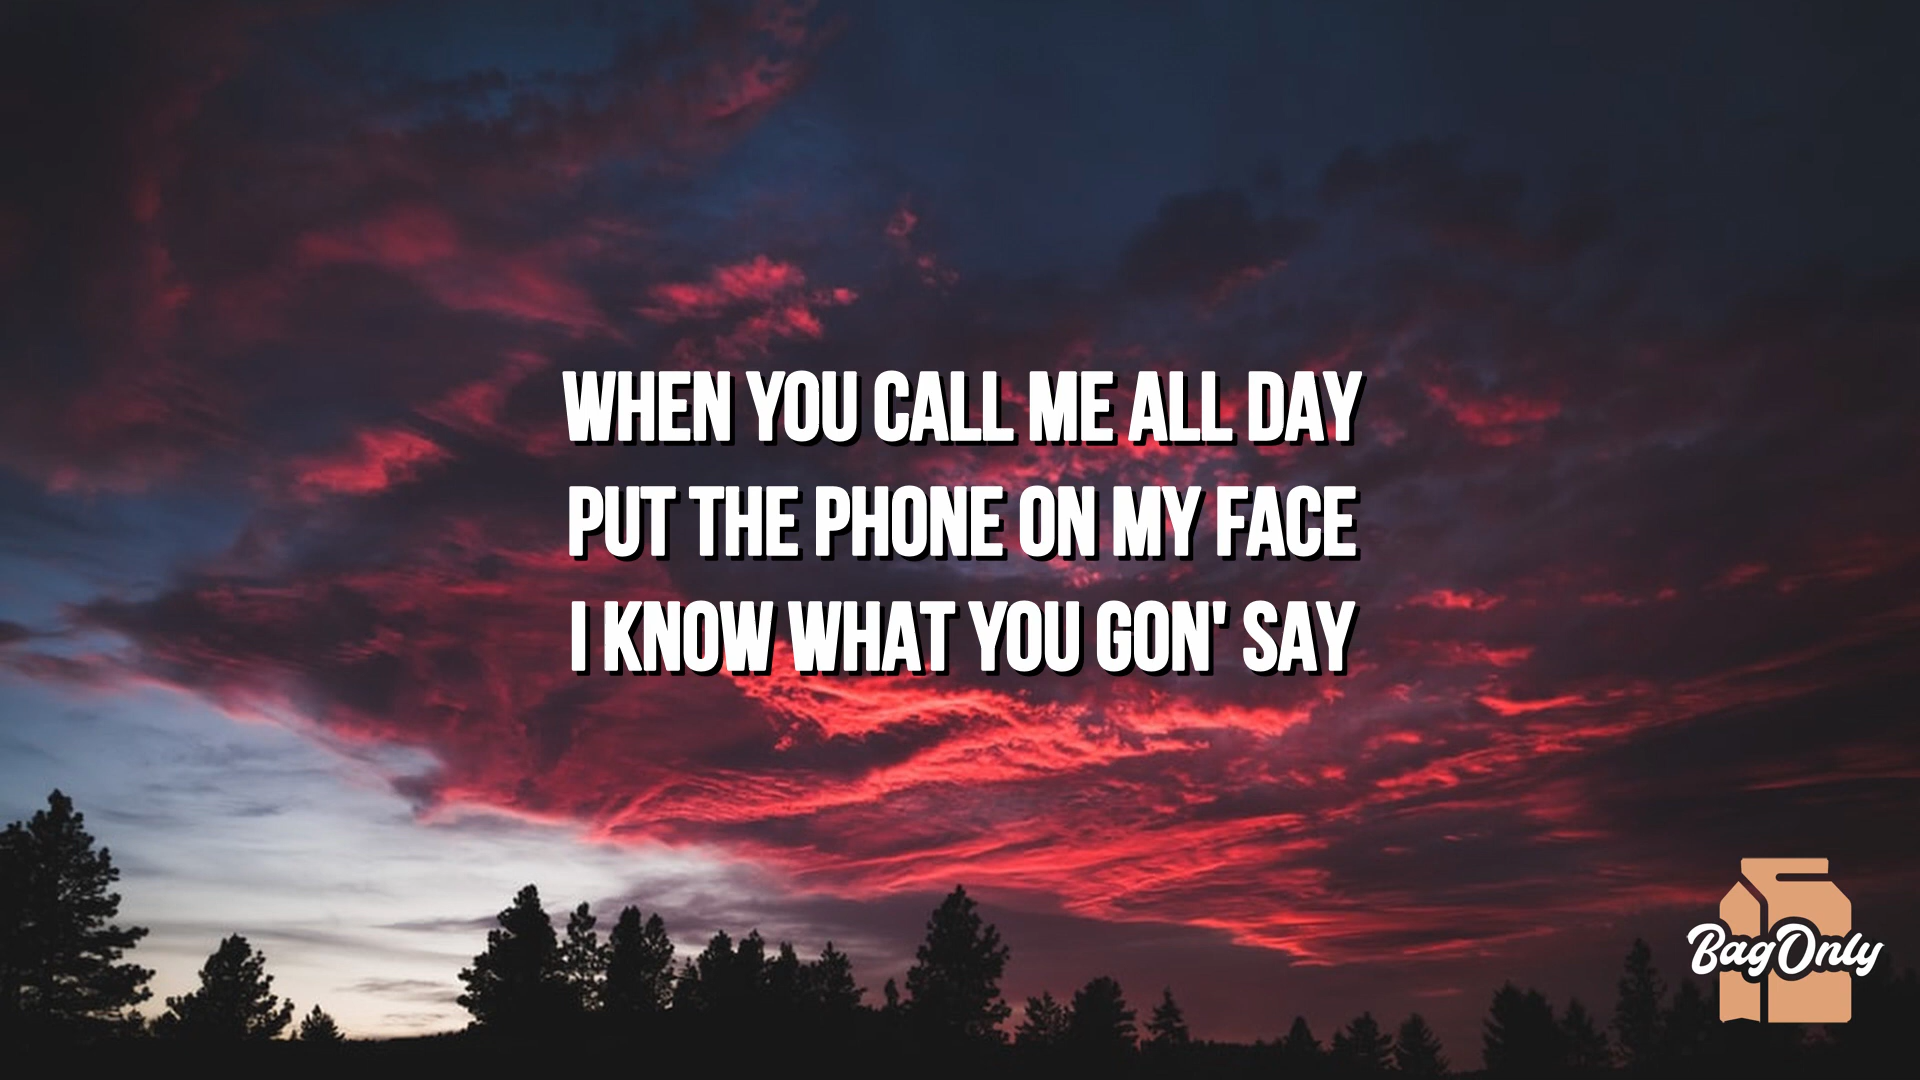 WHEN YOU CALL ME ALL DAY
PUT THE PHONE ON MY FACE
I KNOW WHAT YOU GON' SAY
BagOnly